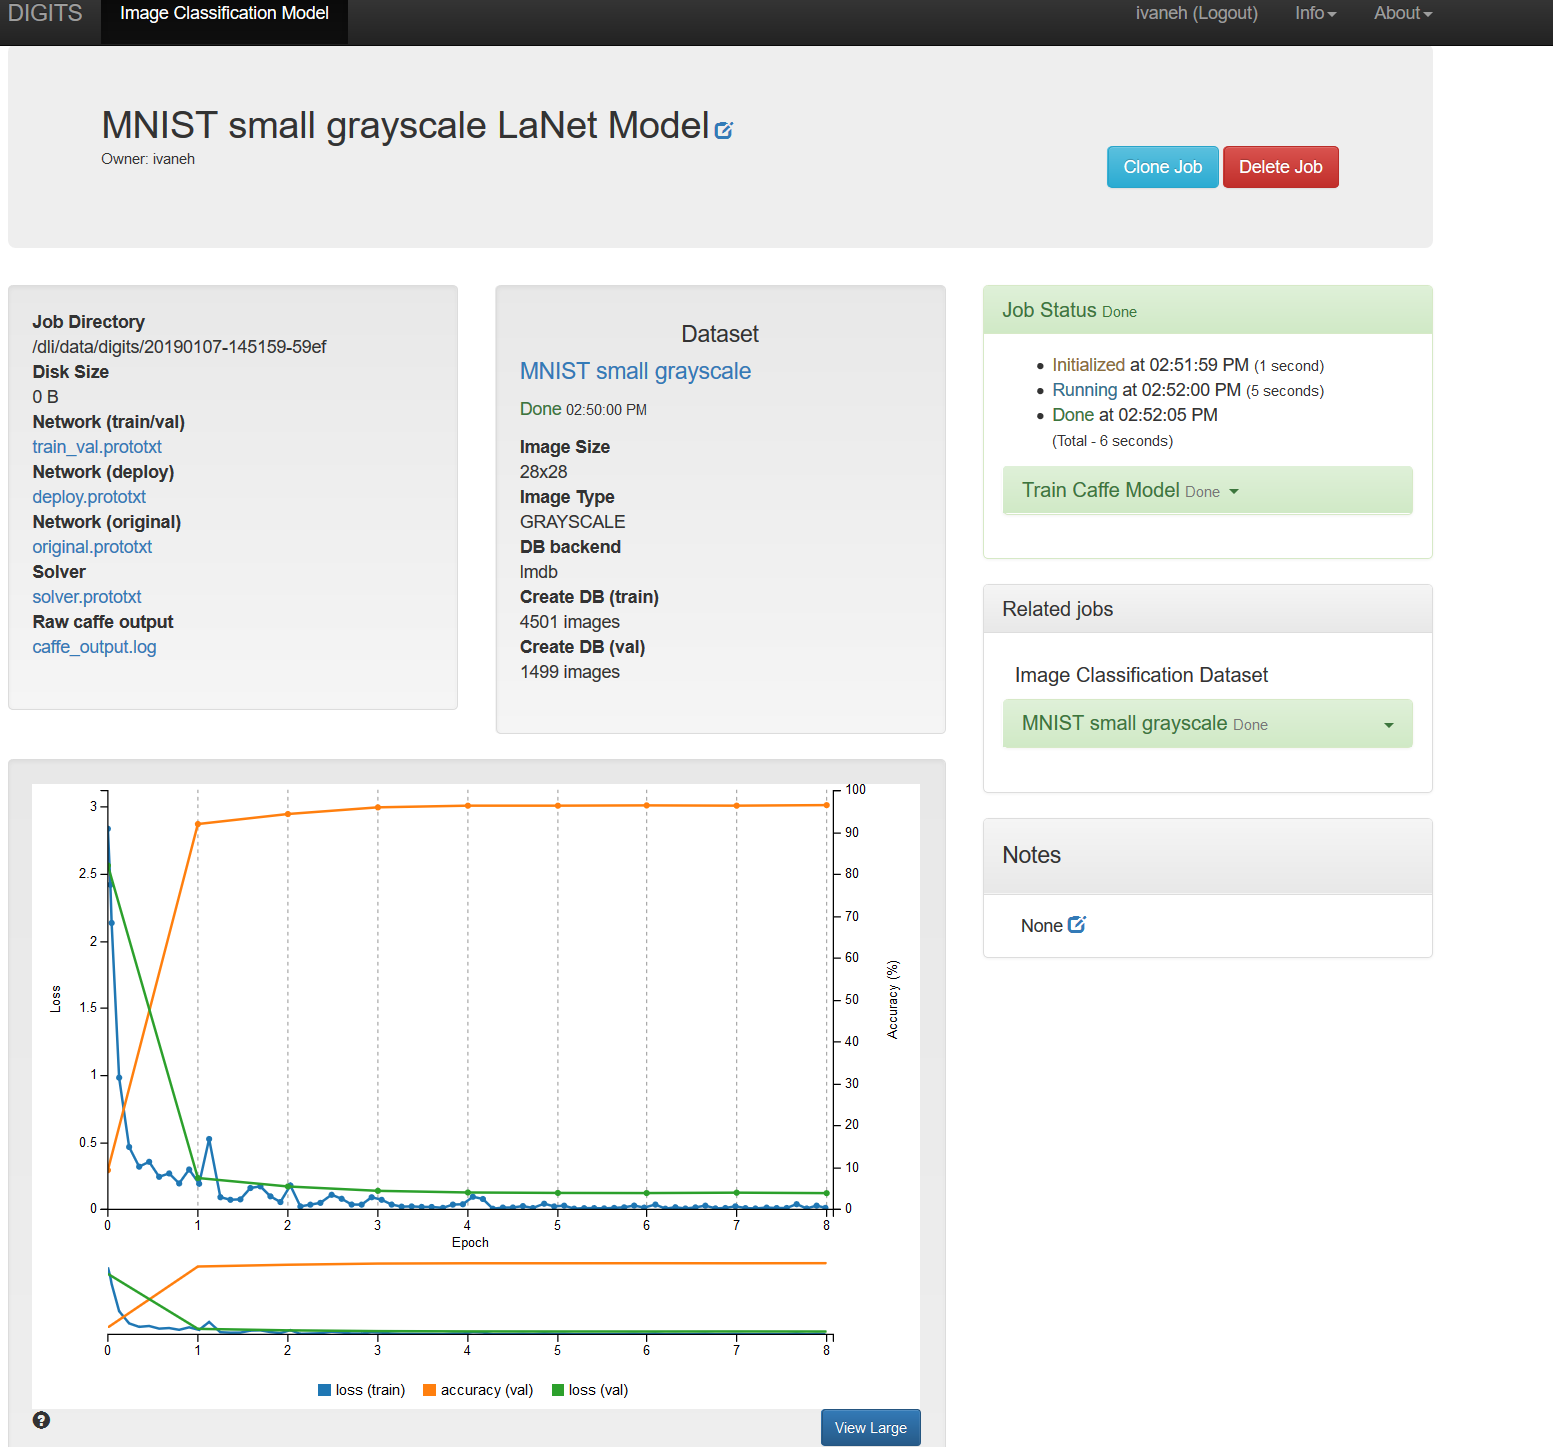 DIGITS
Image Classification Model
ivaneh (Logout)
Info
About
MNIST small grayscale LaNet Model
Owner: ivaneh
Clone Job
Delete Job
Job Directory
/dli/data/digits/20190107-145159-59ef
Disk Size
0 B
Network (train/val)
train_val.prototxt
Network (deploy)
deploy.prototxt
Network (original)
original.prototxt
Solver
solver.prototxt
Raw caffe output
caffe_output.log
Dataset
MNIST small grayscale
Done 02:50:00 PM
Image Size
28x28
Image Type
GRAYSCALE
DB backend
lmdb
Create DB (train)
4501 images
Create DB (val)
1499 images
Job Status Done
Initialized at 02:51:59 PM (1 second)
Running at 02:52:00 PM (5 seconds)
Done at 02:52:05 PM
(Total - 6 seconds)
Train Caffe Model Done
Related jobs
Image Classification Dataset
MNIST small grayscale Done
Notes
None
3
2.5
2
1.5
1
0.5
0
Loss
100
90
80
70
60
50
40
30
20
10
0
Accuracy (%)
0 1 2 3 4 5 6 7 8
Epoch
0 1 2 3 4 5 6 7 8
loss (train) accuracy (val) loss (val)
?
View Large